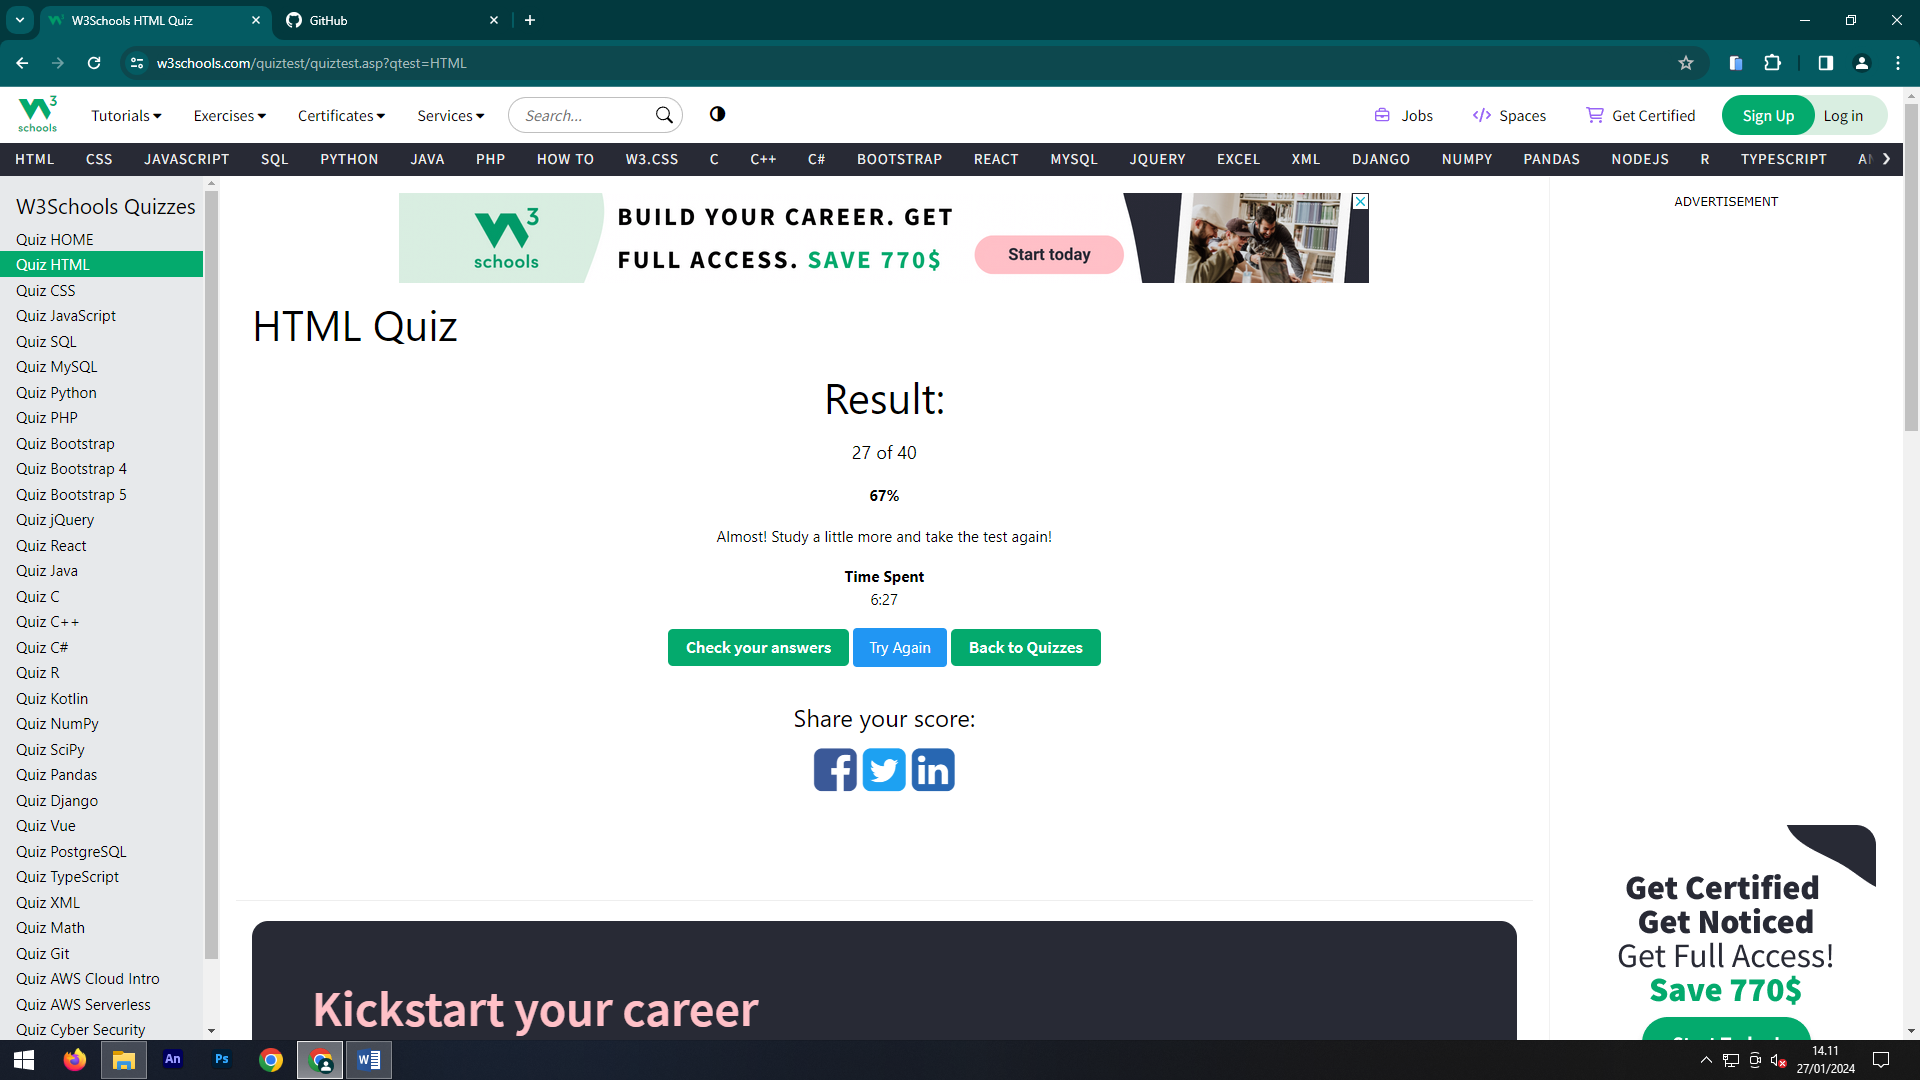 W3Schools HTML Quiz
GitHub
w3schools.com/quiztest/quiztest.asp?qtest=HTML
W3 schools
Tutorials
Exercises
Certificates
Services
Search...
Jobs
Spaces
Get Certified
Sign Up
Log in
HTML CSS JAVASCRIPT SQL PYTHON JAVA PHP HOW TO W3.CSS C C++ C# BOOTSTRAP REACT MYSQL JQUERY EXCEL XML DJANGO NUMPY PANDAS NODEJS R TYPESCRIPT
W3Schools Quizzes
Quiz HOME
Quiz HTML
Quiz CSS
Quiz JavaScript
Quiz SQL
Quiz MySQL
Quiz Python
Quiz PHP
Quiz Bootstrap
Quiz Bootstrap 4
Quiz Bootstrap 5
Quiz jQuery
Quiz React
Quiz Java
Quiz C
Quiz C++
Quiz C#
Quiz R
Quiz Kotlin
Quiz NumPy
Quiz SciPy
Quiz Pandas
Quiz Django
Quiz Vue
Quiz PostgreSQL
Quiz TypeScript
Quiz XML
Quiz Math
Quiz Git
Quiz AWS Cloud Intro
Quiz AWS Serverless
Quiz Cyber Security
W3 schools
BUILD YOUR CAREER. GET
FULL ACCESS. SAVE 770$
Start today
HTML Quiz
Result:
27 of 40
67%
Almost! Study a little more and take the test again!
Time Spent
6:27
Check your answers
Try Again
Back to Quizzes
Share your score:
Kickstart your career
ADVERTISEMENT
Get Certified
Get Noticed
Get Full Access!
Save 770$
An
Ps
14.11
27/01/2024